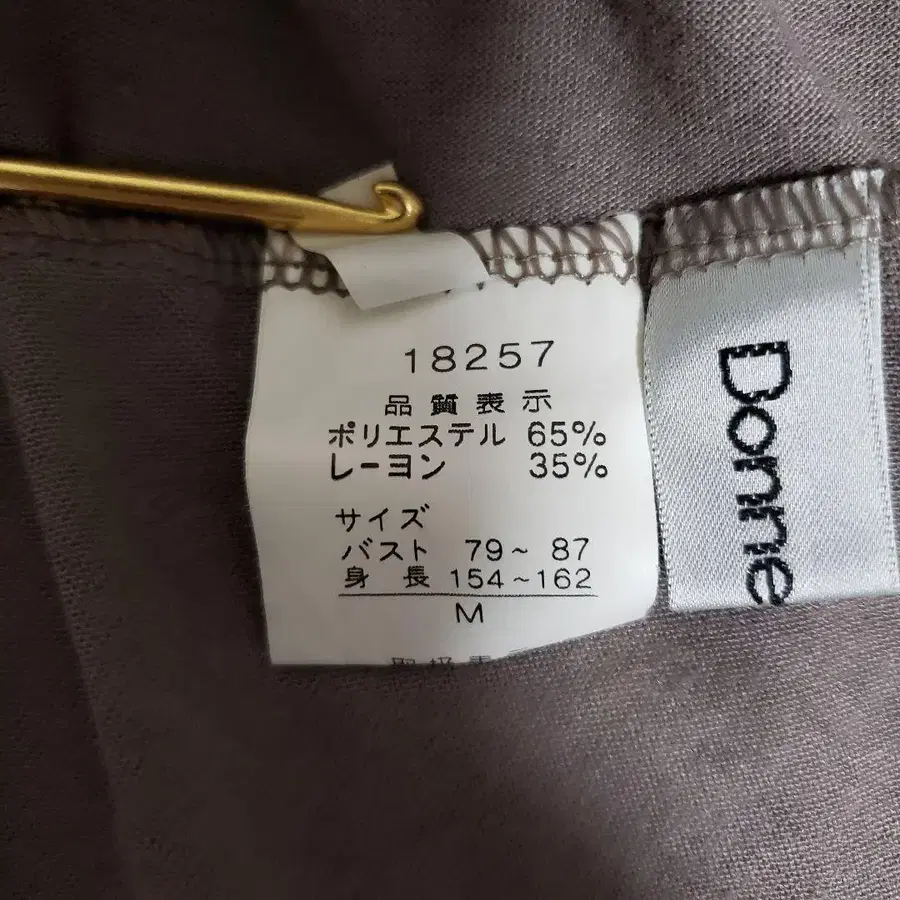 18257
品質表示
ポリエステル 65%
レーヨン 35%
サイズ
バスト 79~ 87
身長 154~162
M
Donne